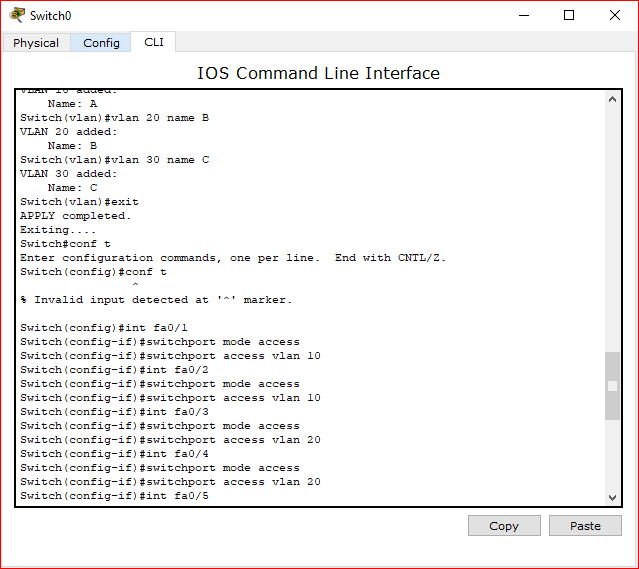 Switch0
Physical Config CLI
IOS Command Line Interface
VLAN 10 added:
    Name: A
Switch(vlan)#vlan 20 name B
VLAN 20 added:
    Name: B
Switch(vlan)#vlan 30 name C
VLAN 30 added:
    Name: C
Switch(vlan)#exit
APPLY completed.
Exiting....
Switch#conf t
Enter configuration commands, one per line.  End with CNTL/Z.
Switch(config)#conf t
                ^
% Invalid input detected at '^' marker.

Switch(config)#int fa0/1
Switch(config-if)#switchport mode access
Switch(config-if)#switchport access vlan 10
Switch(config-if)#int fa0/2
Switch(config-if)#switchport mode access
Switch(config-if)#switchport access vlan 10
Switch(config-if)#int fa0/3
Switch(config-if)#switchport mode access
Switch(config-if)#switchport access vlan 20
Switch(config-if)#int fa0/4
Switch(config-if)#switchport mode access
Switch(config-if)#switchport access vlan 20
Switch(config-if)#int fa0/5
Copy Paste